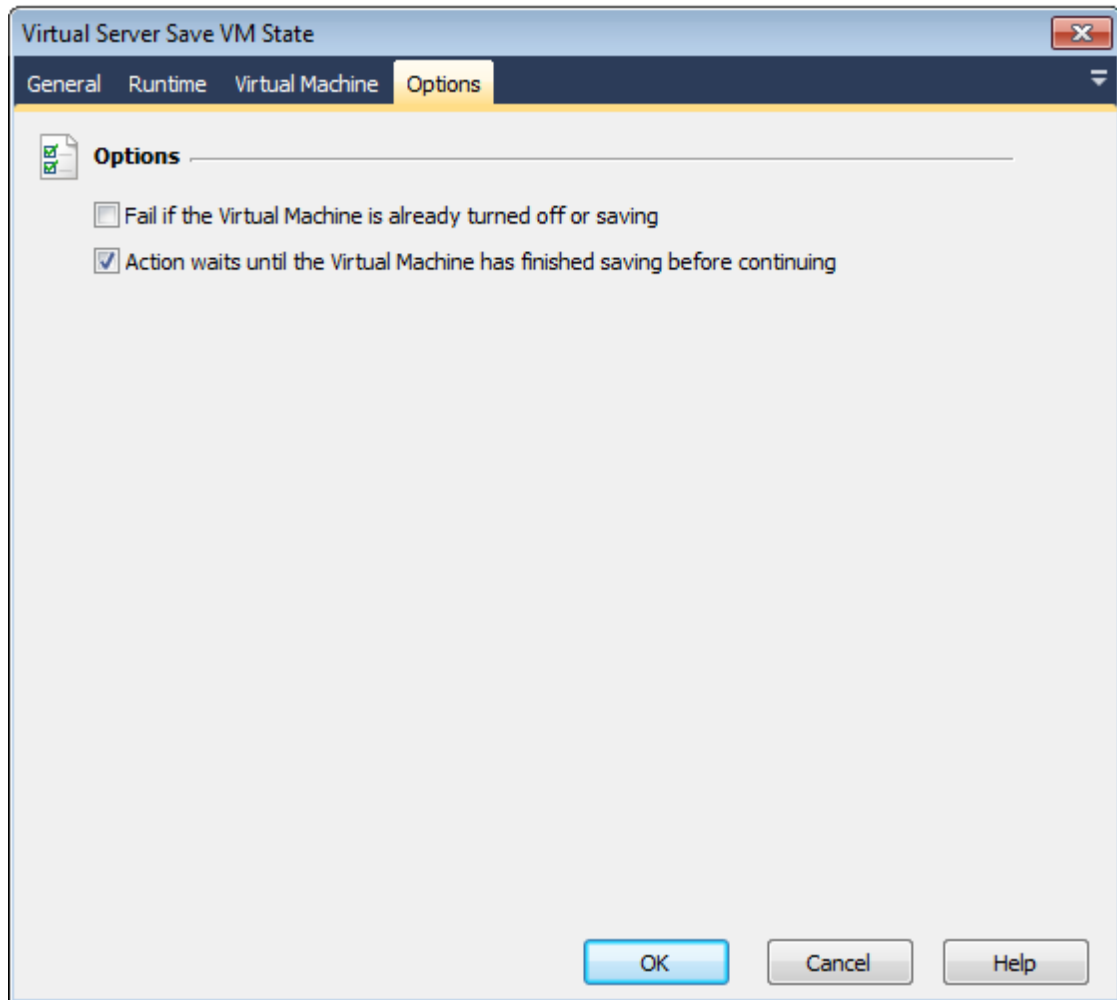 Virtual Server Save VM State
General Runtime Virtual Machine Options
Options
Fail if the Virtual Machine is already turned off or saving
Action waits until the Virtual Machine has finished saving before continuing
OK Cancel Help